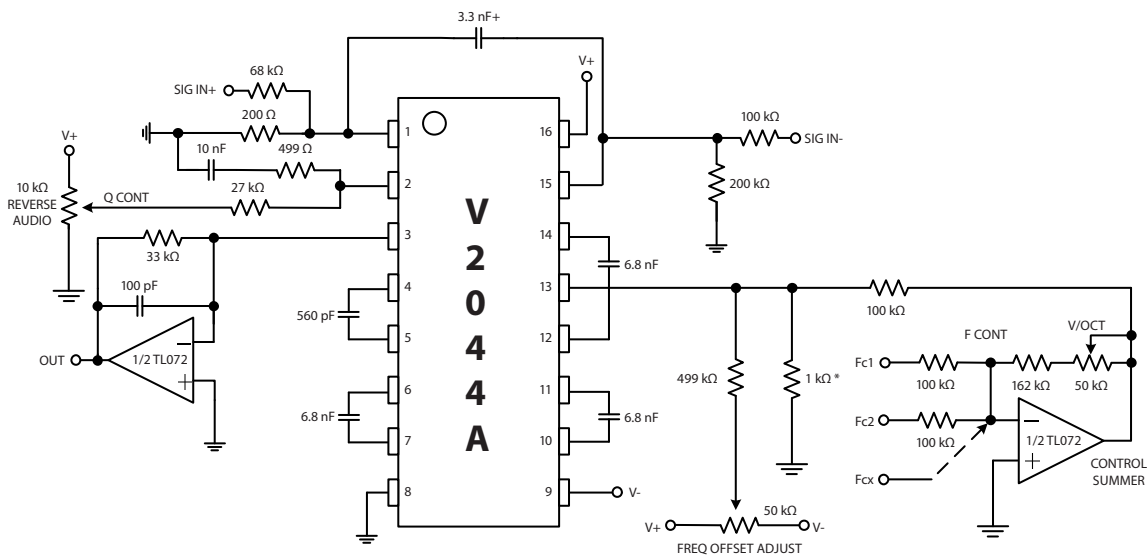 3.3 nF+
V+
68 kΩ
SIG IN+
200 Ω
100 kΩ
SIG IN-
1
16
10 nF
499 Ω
V+
10 kΩ
REVERSE
AUDIO
Q CONT
27 kΩ
2
15
200 kΩ
33 kΩ
3
14
6.8 nF
V2044A
100 pF
4
13
100 kΩ
560 pF
OUT
1/2 TL072
−
+
5
12
F CONT
V/OCT
Fc1
100 kΩ
162 kΩ
50 kΩ
499 kΩ
1 kΩ *
6
11
6.8 nF
6.8 nF
Fc2
100 kΩ
−
1/2 TL072
+
7
10
CONTROL
SUMMER
Fcx
8
9
V-
V+
50 kΩ
V-
FREQ OFFSET ADJUST